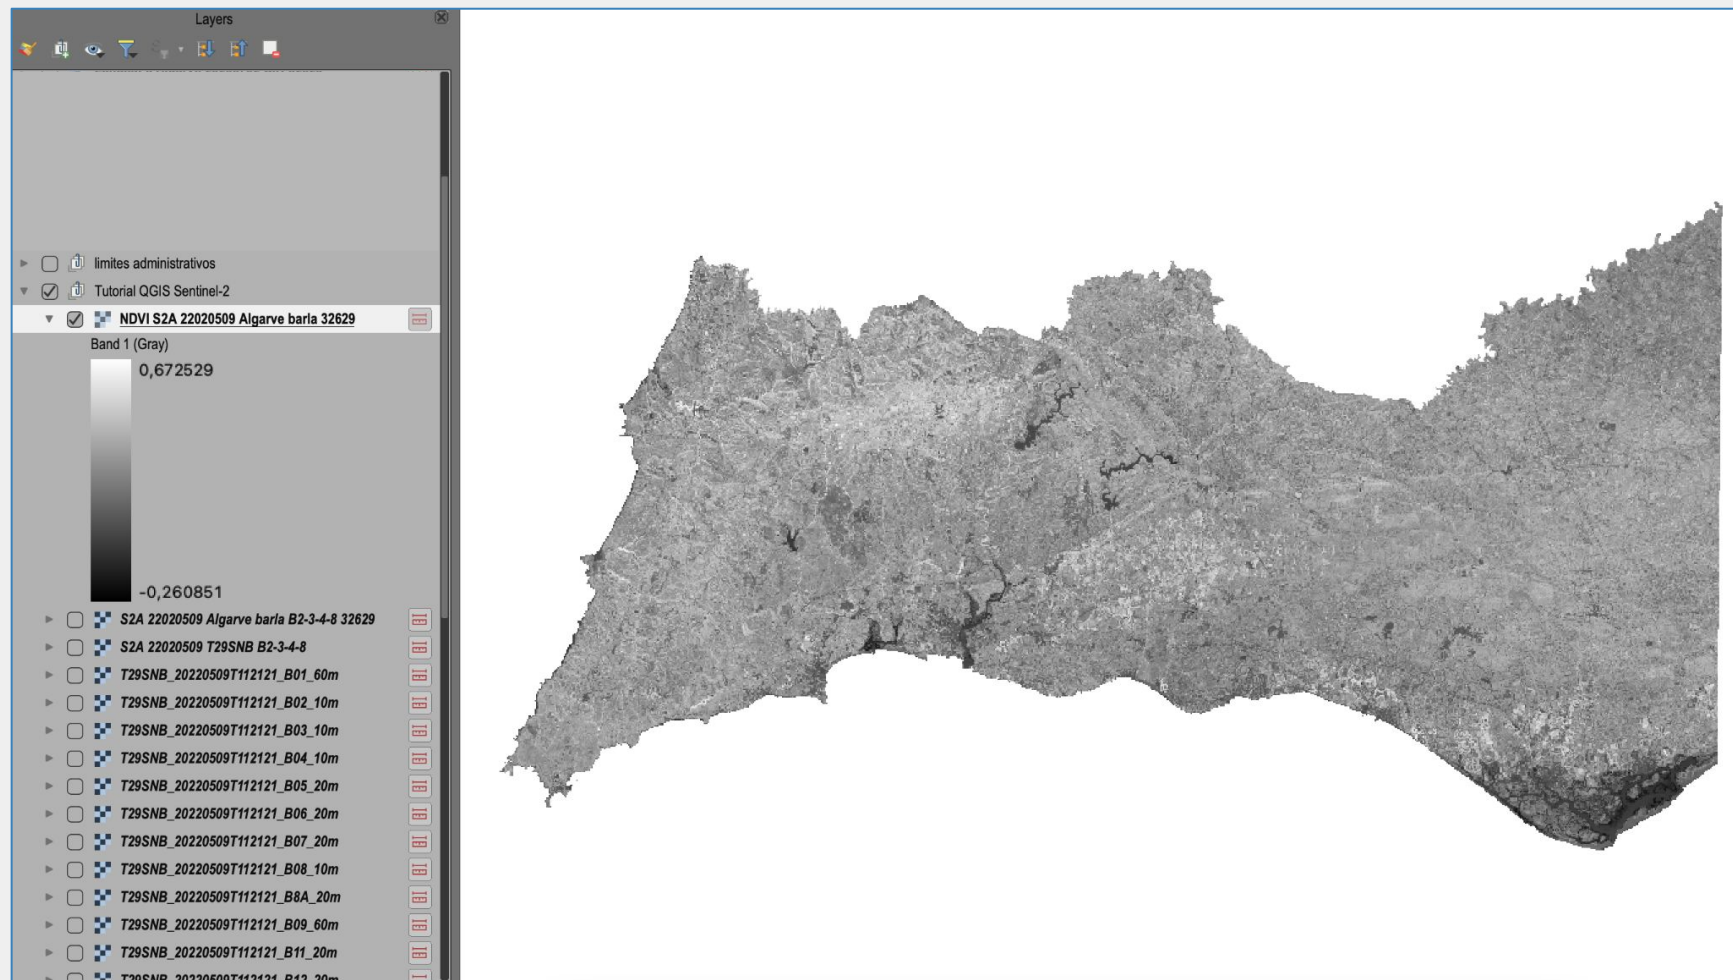 Layers
limites administrativos
Tutorial QGIS Sentinel-2
NDVI S2A 22020509 Algarve barla 32629
Band 1 (Gray)
0,672529
-0,260851
S2A 22020509 Algarve barla B2-3-4-8 32629
S2A 22020509 T29SNB B2-3-4-8
T29SNB_20220509T112121_B01_60m
T29SNB_20220509T112121_B02_10m
T29SNB_20220509T112121_B03_10m
T29SNB_20220509T112121_B04_10m
T29SNB_20220509T112121_B05_20m
T29SNB_20220509T112121_B06_20m
T29SNB_20220509T112121_B07_20m
T29SNB_20220509T112121_B08_10m
T29SNB_20220509T112121_B8A_20m
T29SNB_20220509T112121_B09_60m
T29SNB_20220509T112121_B11_20m
T29SNB_20220509T112121_B12_20m